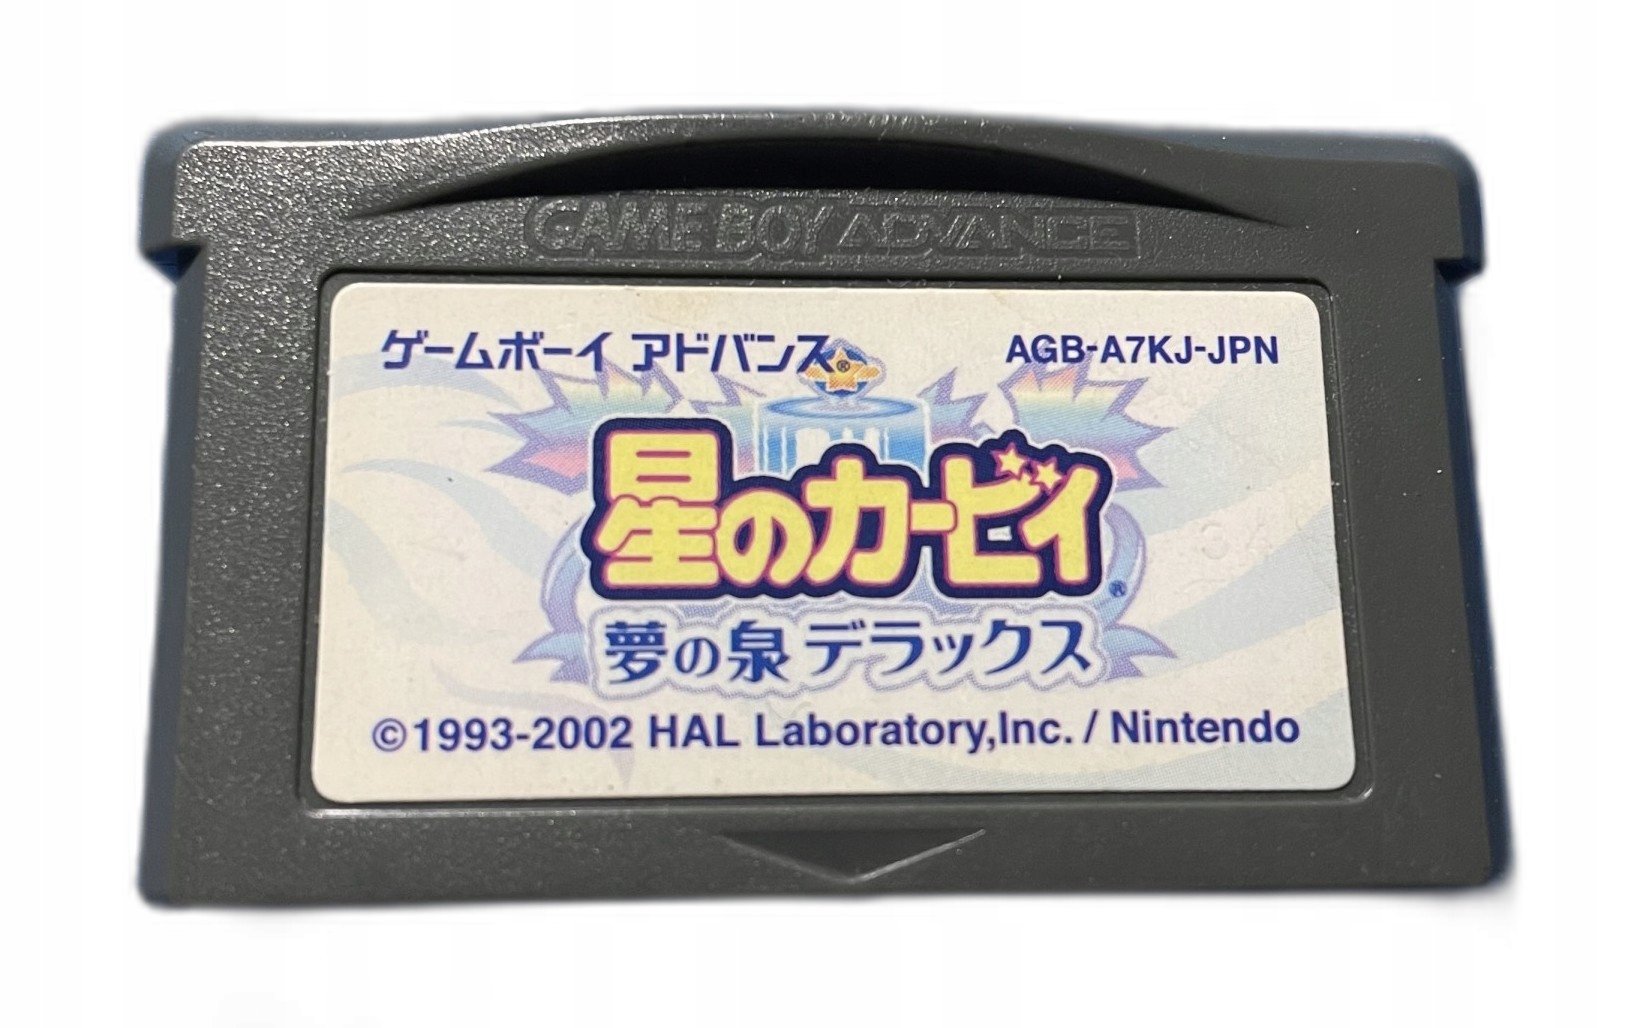 GAME BOY ADVANCE
ゲームボーイ アドバンス® AGB-A7KJ-JPN
星のカービィ®
夢の泉デラックス
©1993-2002 HAL Laboratory,Inc. / Nintendo